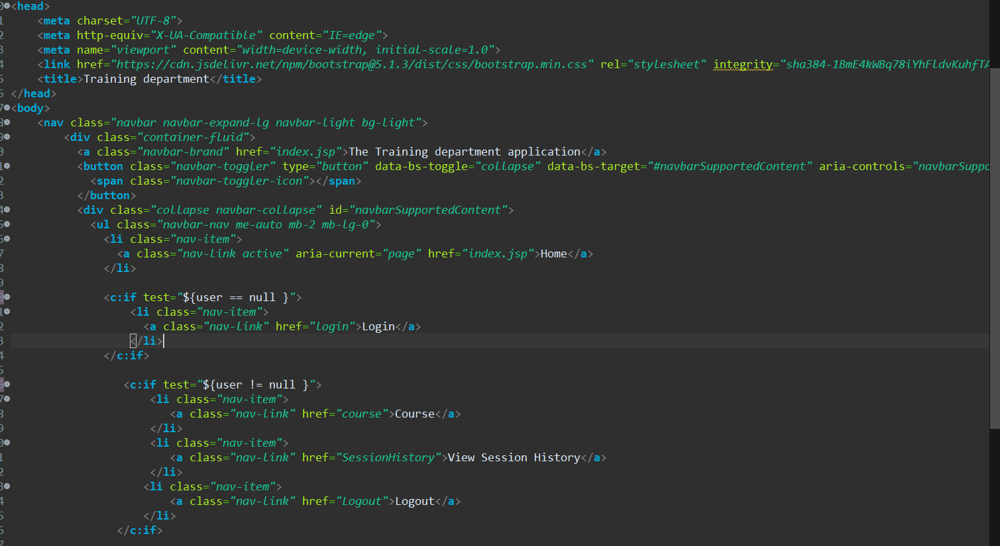 <head>
<meta charset="UTF-8">
<meta http-equiv="X-UA-Compatible" content="IE=edge">
<meta name="viewport" content="width=device-width, initial-scale=1.0">
<link href="https://cdn.jsdelivr.net/npm/bootstrap@5.1.3/dist/css/bootstrap.min.css" rel="stylesheet" integrity="sha384-1BmE4kWBq78iYhFldvKuhfTA
<title>Training department</title>
</head>
<body>
<nav class="navbar navbar-expand-lg navbar-light bg-light">
<div class="container-fluid">
<a class="navbar-brand" href="index.jsp">The Training department application</a>
<button class="navbar-toggler" type="button" data-bs-toggle="collapse" data-bs-target="#navbarSupportedContent" aria-controls="navbarSuppo
<span class="navbar-toggler-icon"></span>
</button>
<div class="collapse navbar-collapse" id="navbarSupportedContent">
<ul class="navbar-nav me-auto mb-2 mb-lg-0">
<li class="nav-item">
<a class="nav-link active" aria-current="page" href="index.jsp">Home</a>
</li>
<c:if test="${user == null }">
<li class="nav-item">
<a class="nav-link" href="login">Login</a>
</li>
</c:if>
<c:if test="${user != null }">
<li class="nav-item">
<a class="nav-link" href="course">Course</a>
</li>
<li class="nav-item">
<a class="nav-link" href="SessionHistory">View Session History</a>
</li>
<li class="nav-item">
<a class="nav-link" href="Logout">Logout</a>
</li>
</c:if>